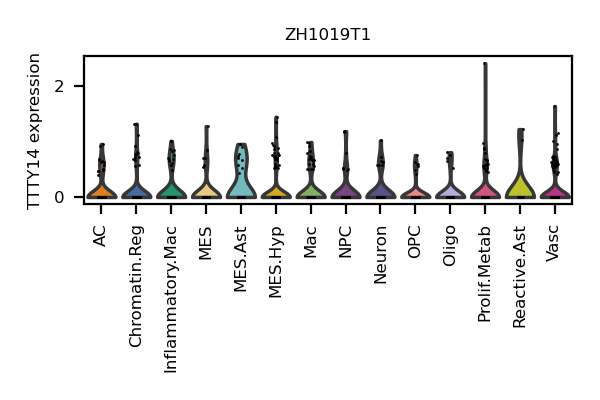 ZH1019T1
TTTY14 expression
2
0
AC
Chromatin.Reg
Inflammatory.Mac
MES
MES.Ast
MES.Hyp
Mac
NPC
Neuron
OPC
Oligo
Prolif.Metab
Reactive.Ast
Vasc